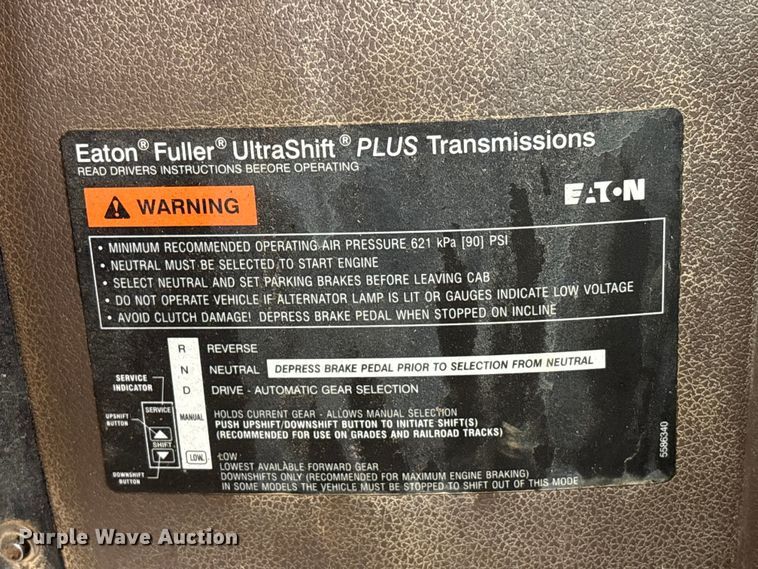 Eaton® Fuller® UltraShift® PLUS Transmissions
READ DRIVERS INSTRUCTIONS BEFORE OPERATING
WARNING
EATON
• MINIMUM RECOMMENDED OPERATING AIR PRESSURE 621 kPa [90] PSI
• NEUTRAL MUST BE SELECTED TO START ENGINE
• SELECT NEUTRAL AND SET PARKING BRAKES BEFORE LEAVING CAB
• DO NOT OPERATE VEHICLE IF ALTERNATOR LAMP IS LIT OR GAUGES INDICATE LOW VOLTAGE
• AVOID CLUTCH DAMAGE! DEPRESS BRAKE PEDAL WHEN STOPPED ON INCLINE
R REVERSE
N NEUTRAL DEPRESS BRAKE PEDAL PRIOR TO SELECTION FROM NEUTRAL
D DRIVE - AUTOMATIC GEAR SELECTION
SERVICE
INDICATOR
UPSHIFT
BUTTON
SERVICE
SHIFT
DOWNSHIFT
BUTTON
MANUAL
HOLDS CURRENT GEAR - ALLOWS MANUAL SELECTION
PUSH UPSHIFT/DOWNSHIFT BUTTON TO INITIATE SHIFT(S)
(RECOMMENDED FOR USE ON GRADES AND RAILROAD TRACKS)
LOW LOW
LOWEST AVAILABLE FORWARD GEAR
DOWNSHIFTS ONLY (RECOMMENDED FOR MAXIMUM ENGINE BRAKING)
IN SOME MODELS THE VEHICLE MUST BE STOPPED TO SHIFT OUT OF THIS MODE
5586340
Purple Wave Auction